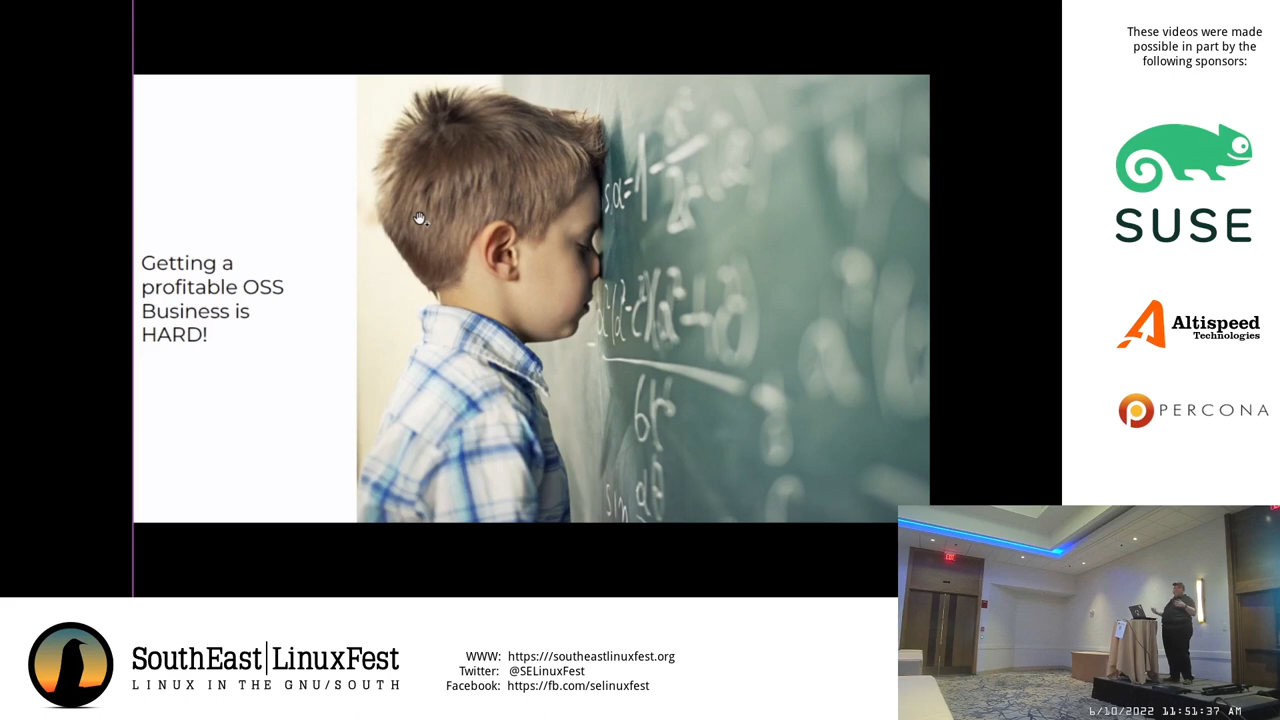 These videos were made
possible in part by the
following sponsors:
SUSE
Altispeed
Technologies
PERCONA
Getting a
profitable OSS
Business is
HARD!
SouthEast|LinuxFest
LINUX IN THE GNU/SOUTH
WWW: https:///southeastlinuxfest.org
Twitter: @SELinuxFest
Facebook: https://fb.com/selinuxfest
EXIT
6/10/2022 11:51:37 AM